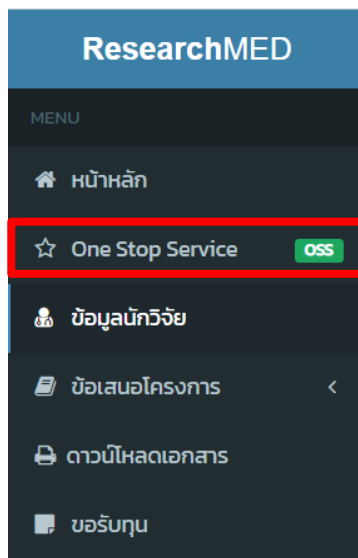 ResearchMED
MENU
หน้าหลัก
One Stop Service OSS
ข้อมูลนักวิจัย
ข้อเสนอโครงการ
ดาวน์โหลดเอกสาร
ขอรับทุน